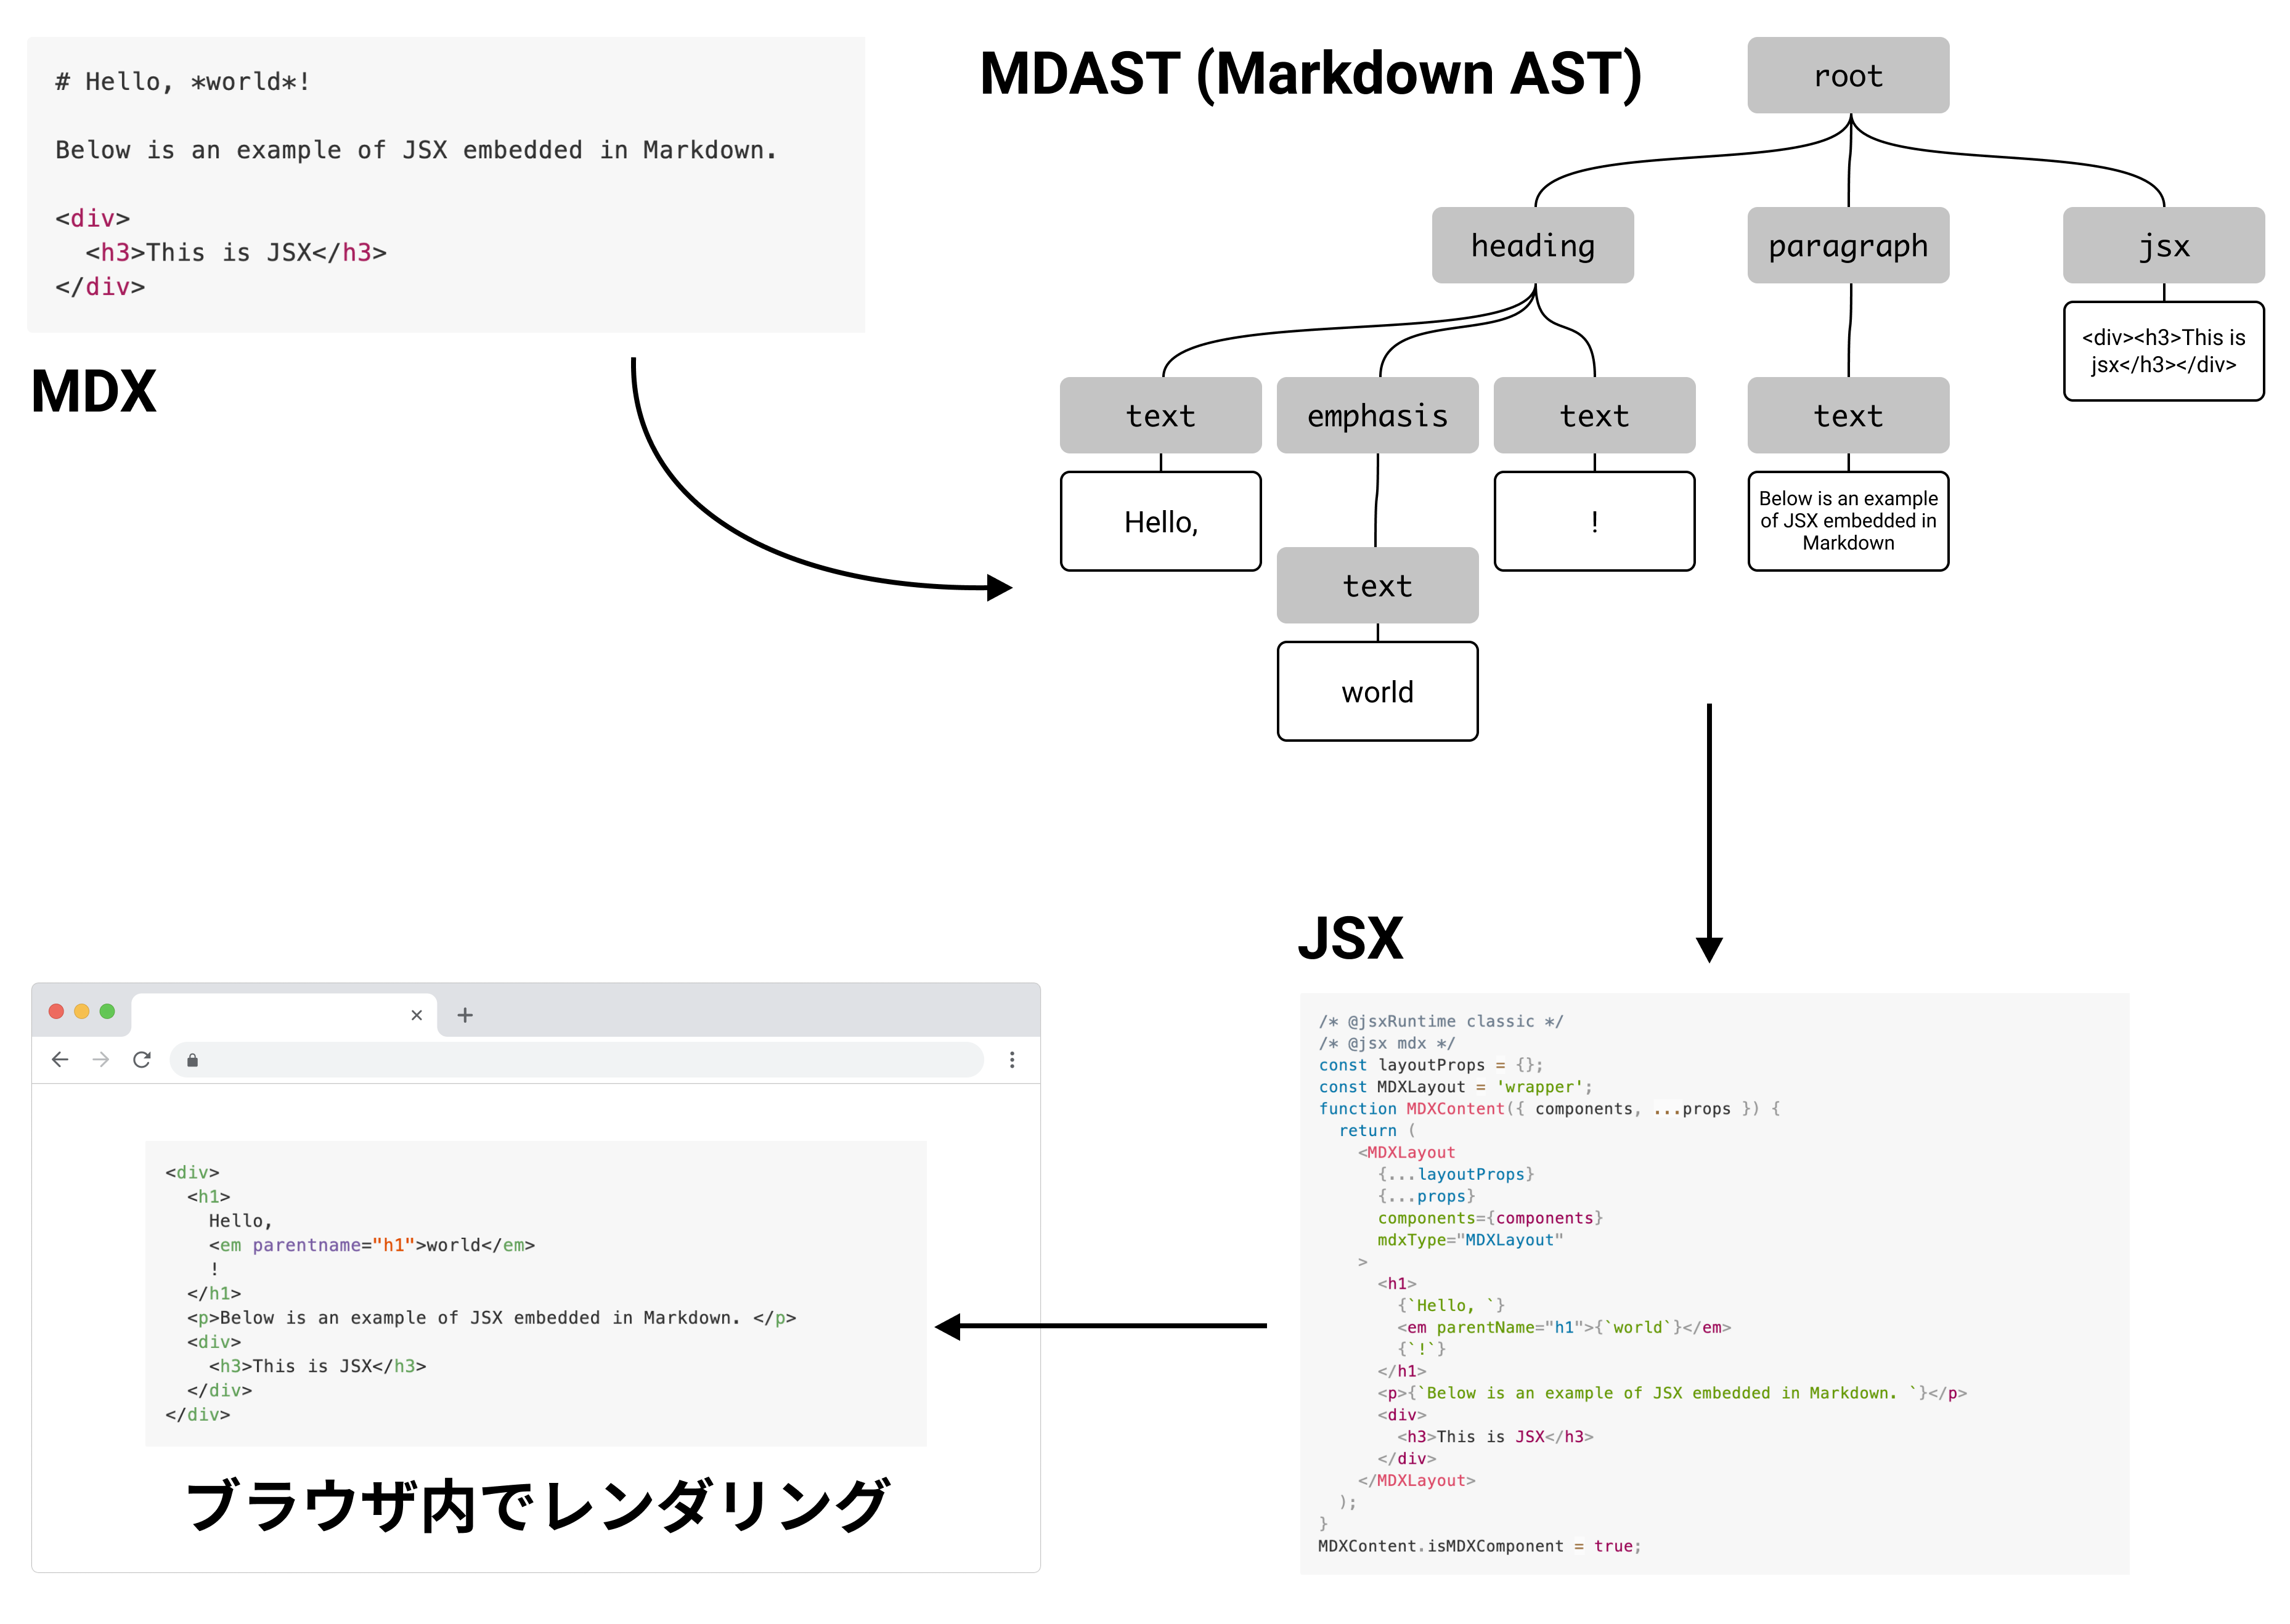 # Hello, *world*!
Below is an example of JSX embedded in Markdown.
<div>
  <h3>This is JSX</h3>
</div>
MDX
MDAST (Markdown AST)
root
heading
paragraph
jsx
<div><h3>This is
jsx</h3></div>
text
emphasis
text
text
Hello,
!
Below is an example
of JSX embedded in
Markdown
text
world
JSX
/* @jsxRuntime classic */
/* @jsx mdx */
const layoutProps = {};
const MDXLayout = 'wrapper';
function MDXContent({ components, ...props }) {
  return (
    <MDXLayout
      {...layoutProps}
      {...props}
      components={components}
      mdxType="MDXLayout"
    >
      <h1>
        {`Hello, `}
        <em parentName="h1">{`world`}</em>
        {`!`}
      </h1>
      <p>{`Below is an example of JSX embedded in Markdown. `}</p>
      <div>
        <h3>This is JSX</h3>
      </div>
    </MDXLayout>
  );
}
MDXContent.isMDXComponent = true;
<div>
  <h1>
    Hello,
    <em parentname="h1">world</em>
    !
  </h1>
  <p>Below is an example of JSX embedded in Markdown. </p>
  <div>
    <h3>This is JSX</h3>
  </div>
</div>
ブラウザ内でレンダリング